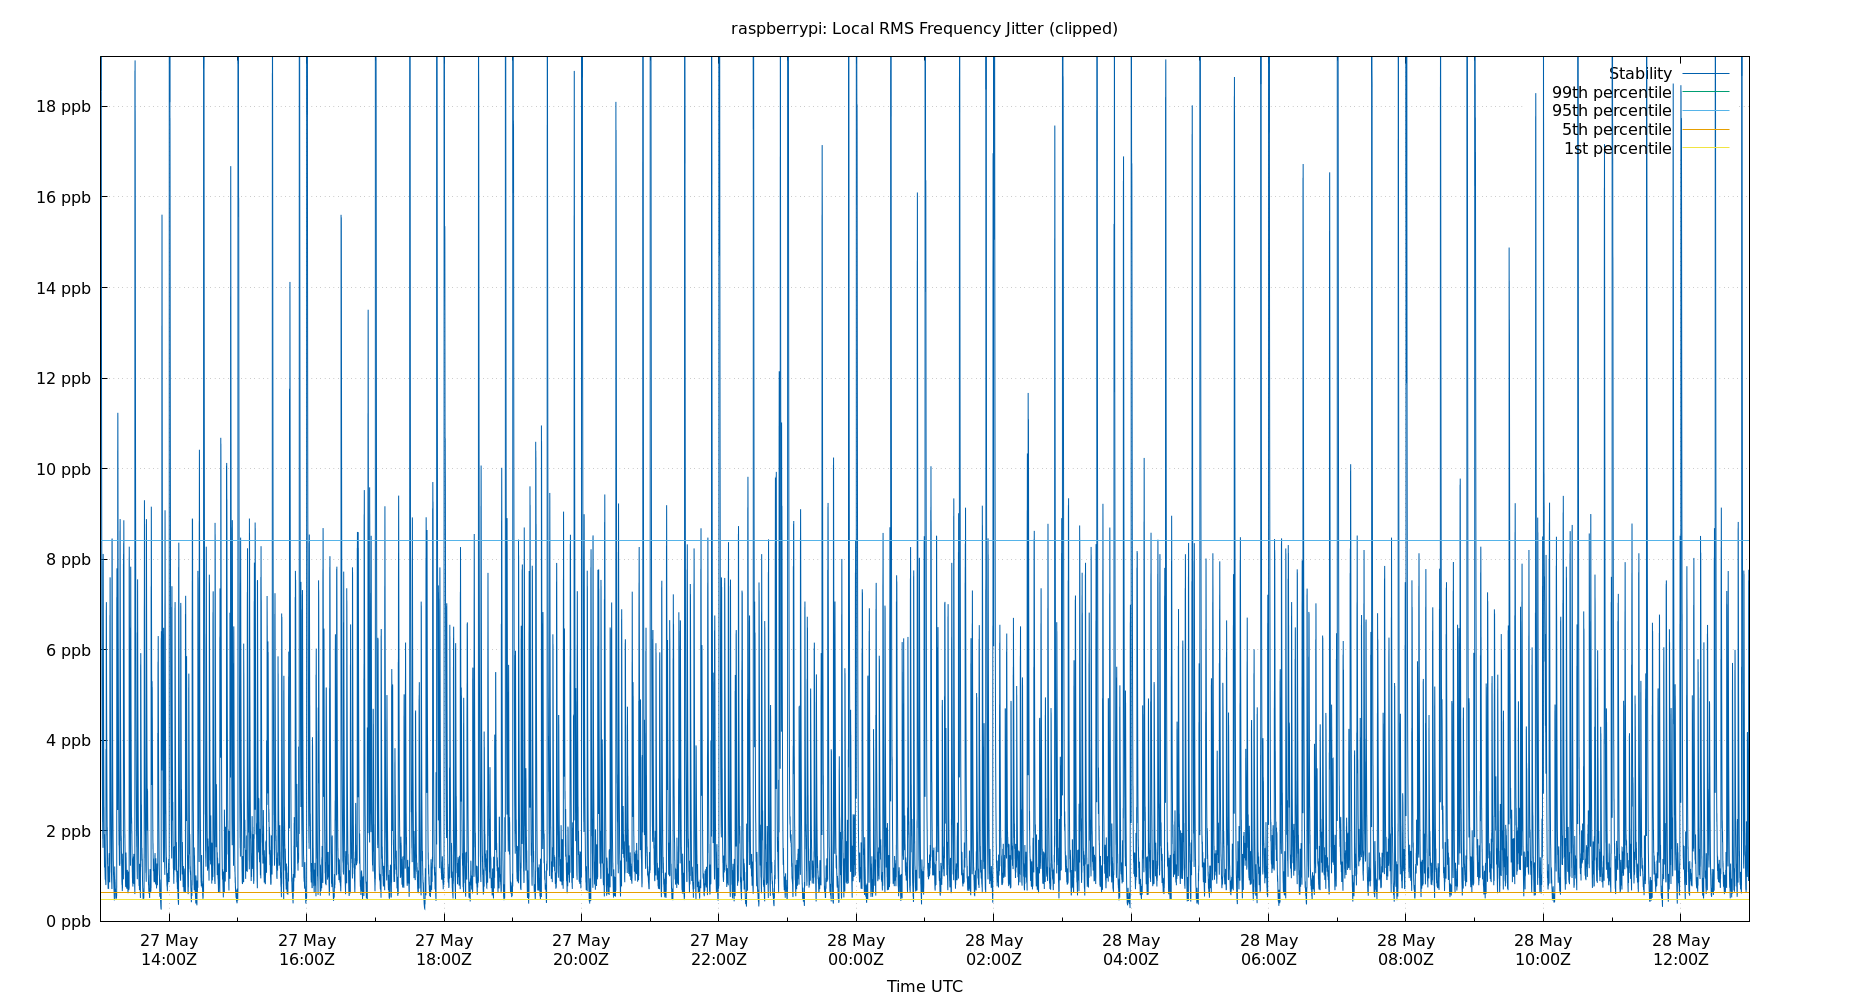 raspberrypi: Local RMS Frequency Jitter (clipped)
Stability
99th percentile
95th percentile
5th percentile
1st percentile
18 ppb
16 ppb
14 ppb
12 ppb
10 ppb
8 ppb
6 ppb
4 ppb
2 ppb
0 ppb
27 May 27 May 27 May 27 May 27 May 28 May 28 May 28 May 28 May 28 May 28 May 28 May
14:00Z 16:00Z 18:00Z 20:00Z 22:00Z 00:00Z 02:00Z 04:00Z 06:00Z 08:00Z 10:00Z 12:00Z
Time UTC